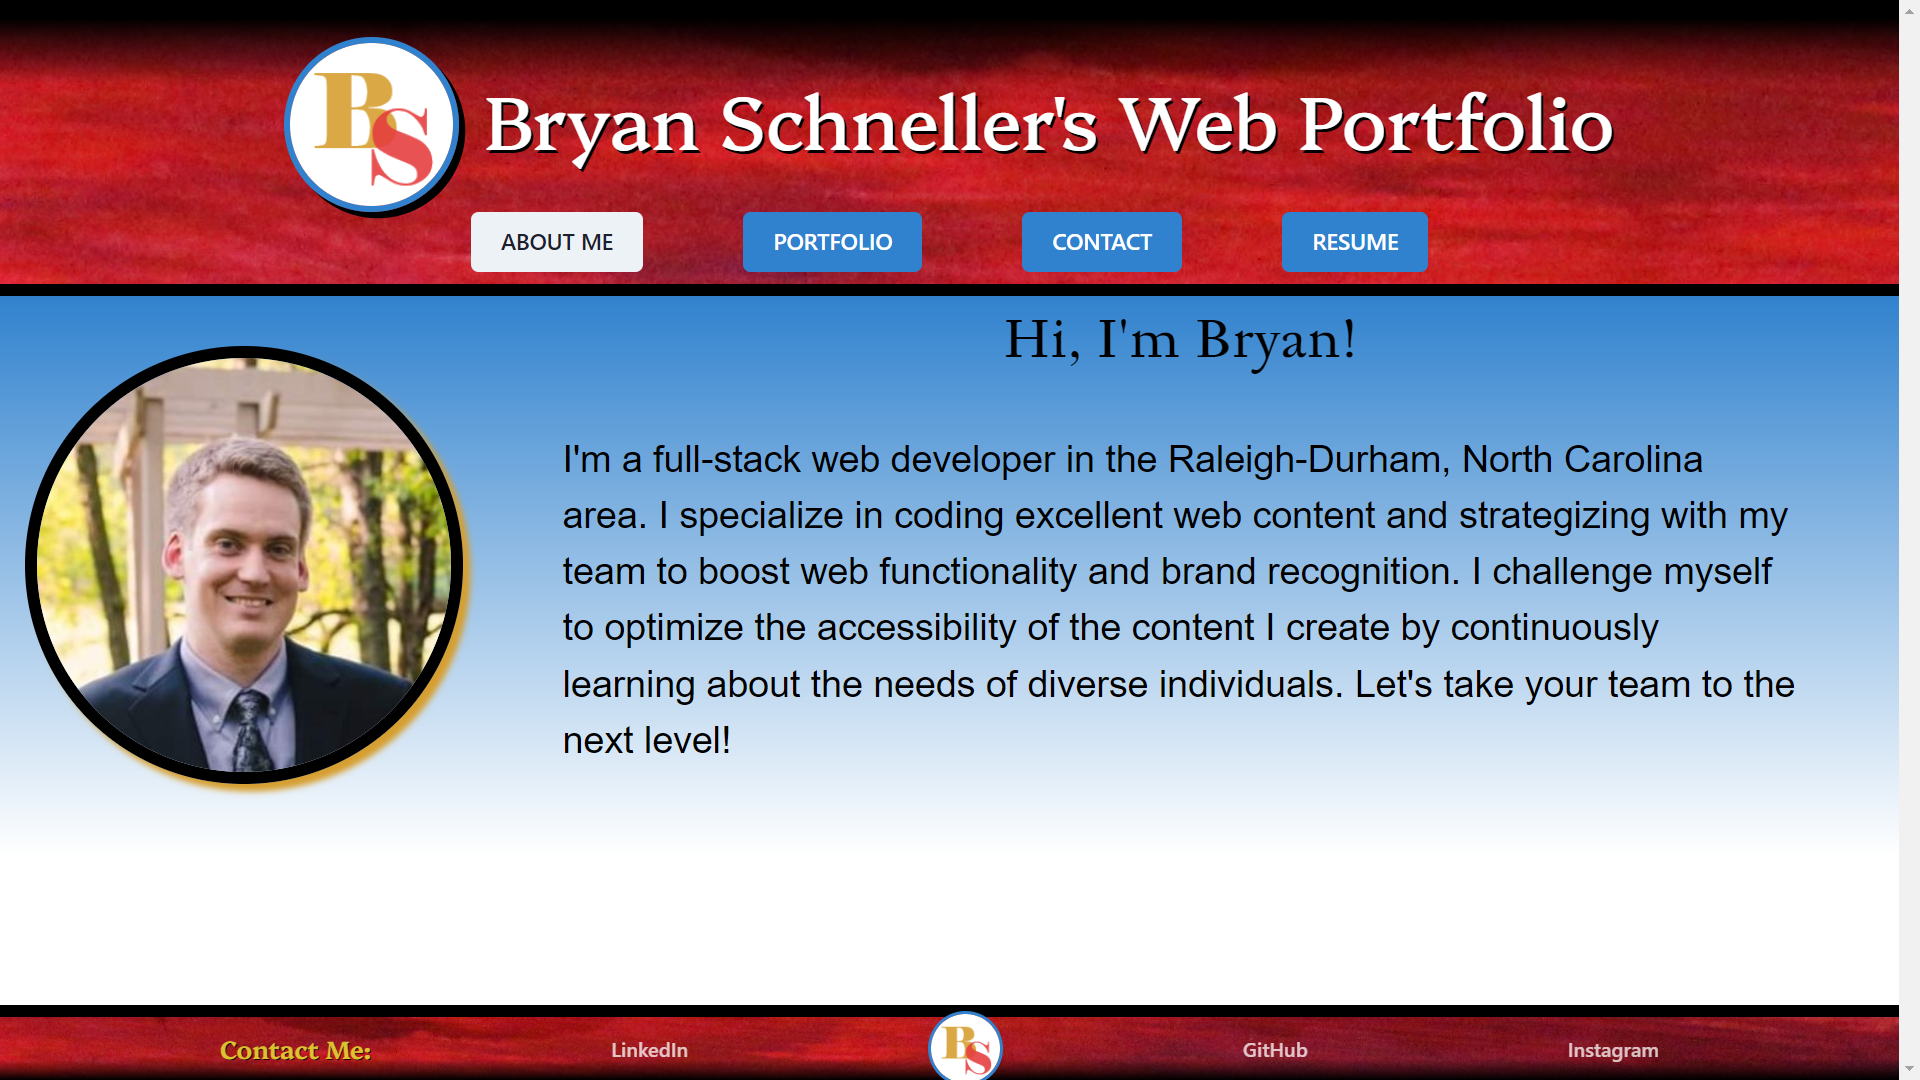 BS
Bryan Schneller's Web Portfolio
ABOUT ME
PORTFOLIO
CONTACT
RESUME
Hi, I'm Bryan!
I'm a full-stack web developer in the Raleigh-Durham, North Carolina
area. I specialize in coding excellent web content and strategizing with my
team to boost web functionality and brand recognition. I challenge myself
to optimize the accessibility of the content I create by continuously
learning about the needs of diverse individuals. Let's take your team to the
next level!
Contact Me:
LinkedIn
BS
GitHub
Instagram